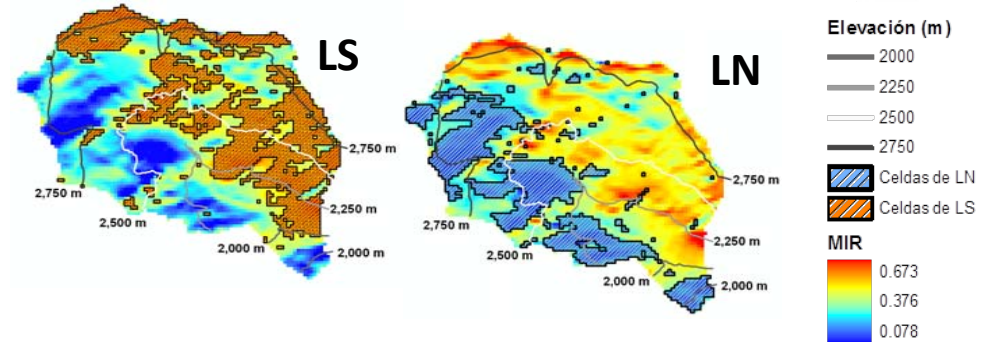 LS
2,750 m
2,750 m
2,250 m
2,500 m
2,000 m
2,000 m
LN
2,750 m
2,750 m
2,250 m
2,500 m
2,000 m
2,000 m
Elevación (m)
2000
2250
2500
2750
Celdas de LN
Celdas de LS
MIR
0.673
0.376
0.078